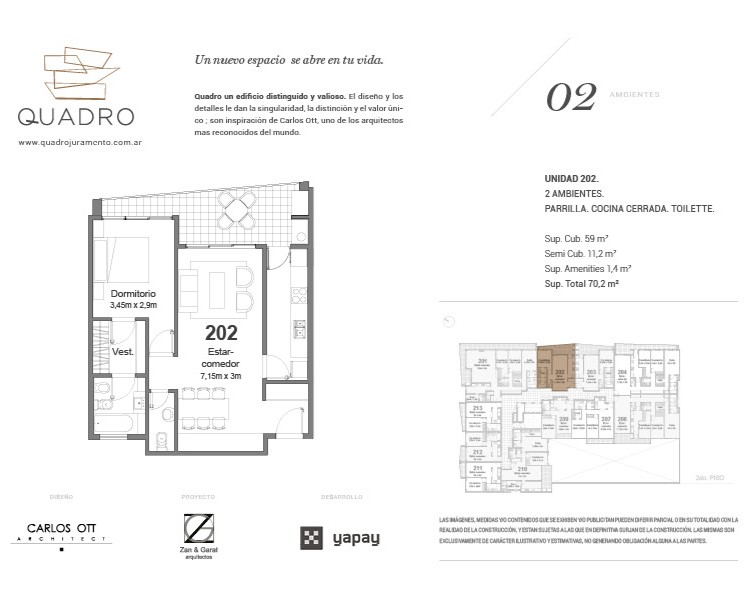 QUADRO
www.quadrojuramento.com.ar
Un nuevo espacio se abre en tu vida.
Quadro un edificio distinguido y valioso. El diseño y los
detalles le dan la singularidad, la distinción y el valor úni-
co ; son inspiración de Carlos Ott, uno de los arquitectos
mas reconocidos del mundo.
02 AMBIENTES
UNIDAD 202.
2 AMBIENTES.
PARRILLA. COCINA CERRADA. TOILETTE.
Sup. Cub. 59 m²
Semi Cub. 11,2 m²
Sup. Amenities 1,4 m²
Sup. Total 70,2 m²
Dormitorio
3,45m x 2,9m
Vest.
202
Estar-
comedor
7,15m x 3m
201
202
203
204
213
209
207
206
212
211
210
2do. PISO
DISEÑO
CARLOS OTT
ARCHITECT
PROYECTO
Zan & Garat
arquitectos
DESARROLLO
yapay
LAS IMÁGENES, MEDIDAS Y/O CONTENIDOS QUE SE EXHIBEN Y/O PUBLICITAN PUEDEN DIFERIR PARCIAL O EN SU TOTALIDAD CON LA
REALIDAD DE LA CONSTRUCCIÓN, Y ESTAN SUJETAS A LAS QUE EN DEFINITIVA SURJAN DE LA CONSTRUCCIÓN. LAS MISMAS SON
EXCLUSIVAMENTE DE CARÁCTER ILUSTRATIVO Y ESTIMATIVAS, NO GENERANDO OBLIGACIÓN ALGUNA A LAS PARTES.